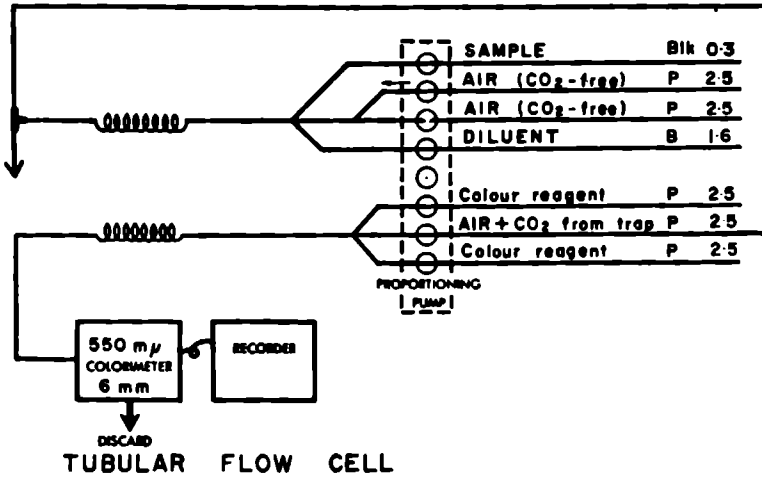 SAMPLE Blk 0·3
AIR (CO2-free) P 2·5
AIR (CO2-free) P 2·5
DILUENT B 1·6
Colour reagent P 2·5
AIR+CO2 from trap P 2·5
Colour reagent P 2·5
PROPORTIONING
PUMP
550 mµ
COLORIMETER
6 mm
RECORDER
DISCARD
TUBULAR FLOW CELL